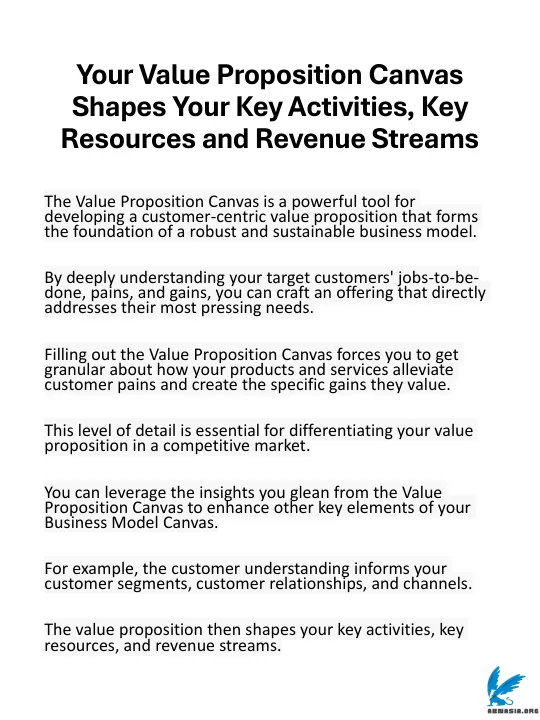 Your Value Proposition Canvas
Shapes Your Key Activities, Key
Resources and Revenue Streams
The Value Proposition Canvas is a powerful tool for
developing a customer-centric value proposition that forms
the foundation of a robust and sustainable business model.
By deeply understanding your target customers' jobs-to-be-
done, pains, and gains, you can craft an offering that directly
addresses their most pressing needs.
Filling out the Value Proposition Canvas forces you to get
granular about how your products and services alleviate
customer pains and create the specific gains they value.
This level of detail is essential for differentiating your value
proposition in a competitive market.
You can leverage the insights you glean from the Value
Proposition Canvas to enhance other key elements of your
Business Model Canvas.
For example, the customer understanding informs your
customer segments, customer relationships, and channels.
The value proposition then shapes your key activities, key
resources, and revenue streams.
ABMASIA.ORG